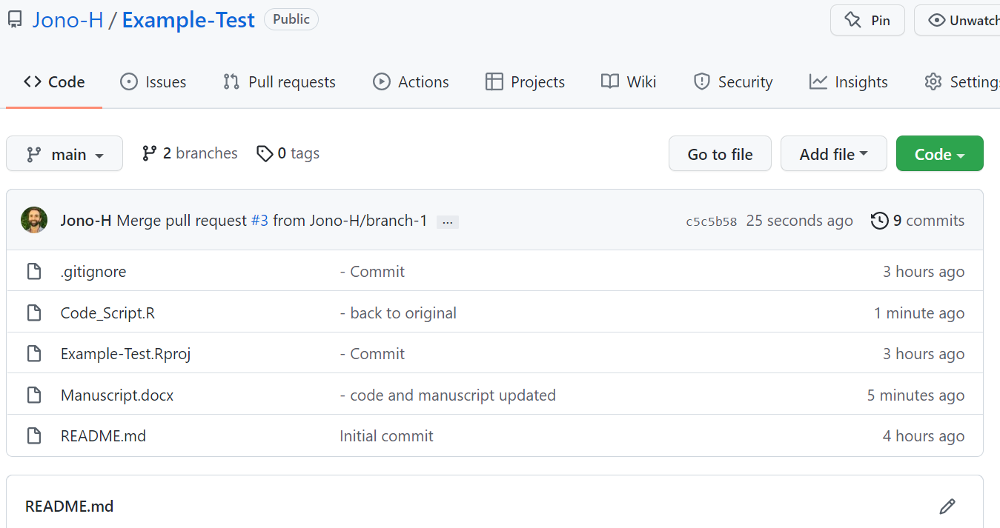 Jono-H / Example-Test Public Pin Unwatch
Code Issues Pull requests Actions Projects Wiki Security Insights Settings
main 2 branches 0 tags Go to file Add file Code
Jono-H Merge pull request #3 from Jono-H/branch-1 ... c5c5b58 25 seconds ago 9 commits
.gitignore - Commit 3 hours ago
Code_Script.R - back to original 1 minute ago
Example-Test.Rproj - Commit 3 hours ago
Manuscript.docx - code and manuscript updated 5 minutes ago
README.md Initial commit 4 hours ago
README.md